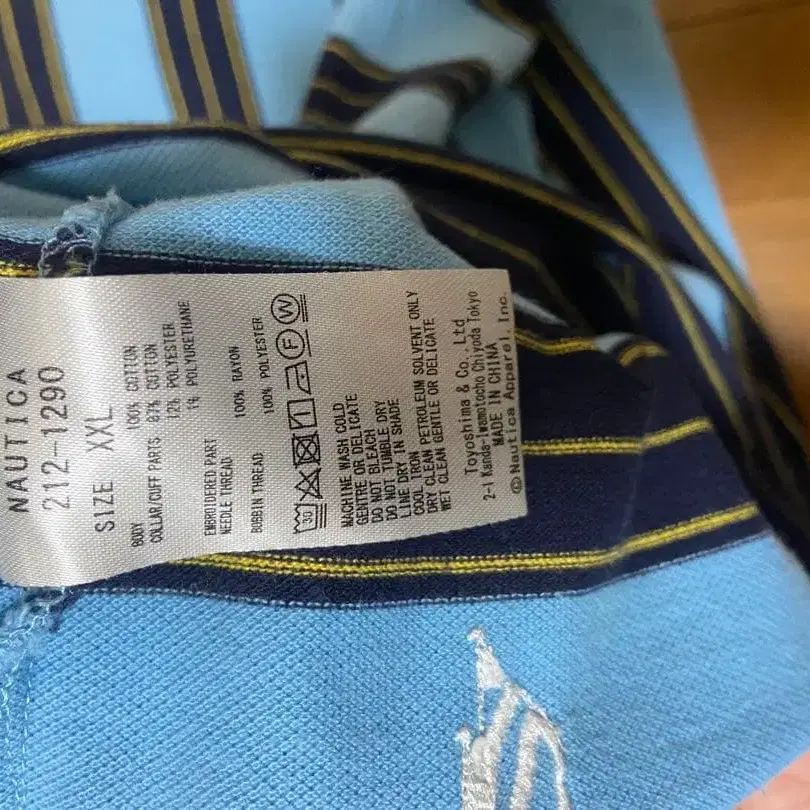 NAUTICA
212-1290
SIZE XXL
BODY 100% COTTON
COLLAR/CUFF PARTS 87% COTTON
12% POLYESTER
1% POLYURETHANE
EMBROIDERED PART
NEEDLE THREAD 100% RAYON
BOBBIN THREAD 100% POLYESTER
30 F W
MACHINE WASH COLD
GENTRE OR DELICATE
DO NOT BLEACH
DO NOT TUMBLE DRY
LINE DRY IN SHADE
COOL IRON
DRY CLEAN PETROLEUM SOLVENT ONLY
DRY CLEAN GENTLE OR DELICATE
WET CLEAN GENTLE OR DELICATE
Toyoshima & Co., Ltd
2-1 Kanda-Iwamotocho Chiyoda Tokyo
MADE IN CHINA
©Nautica Apparel, Inc.